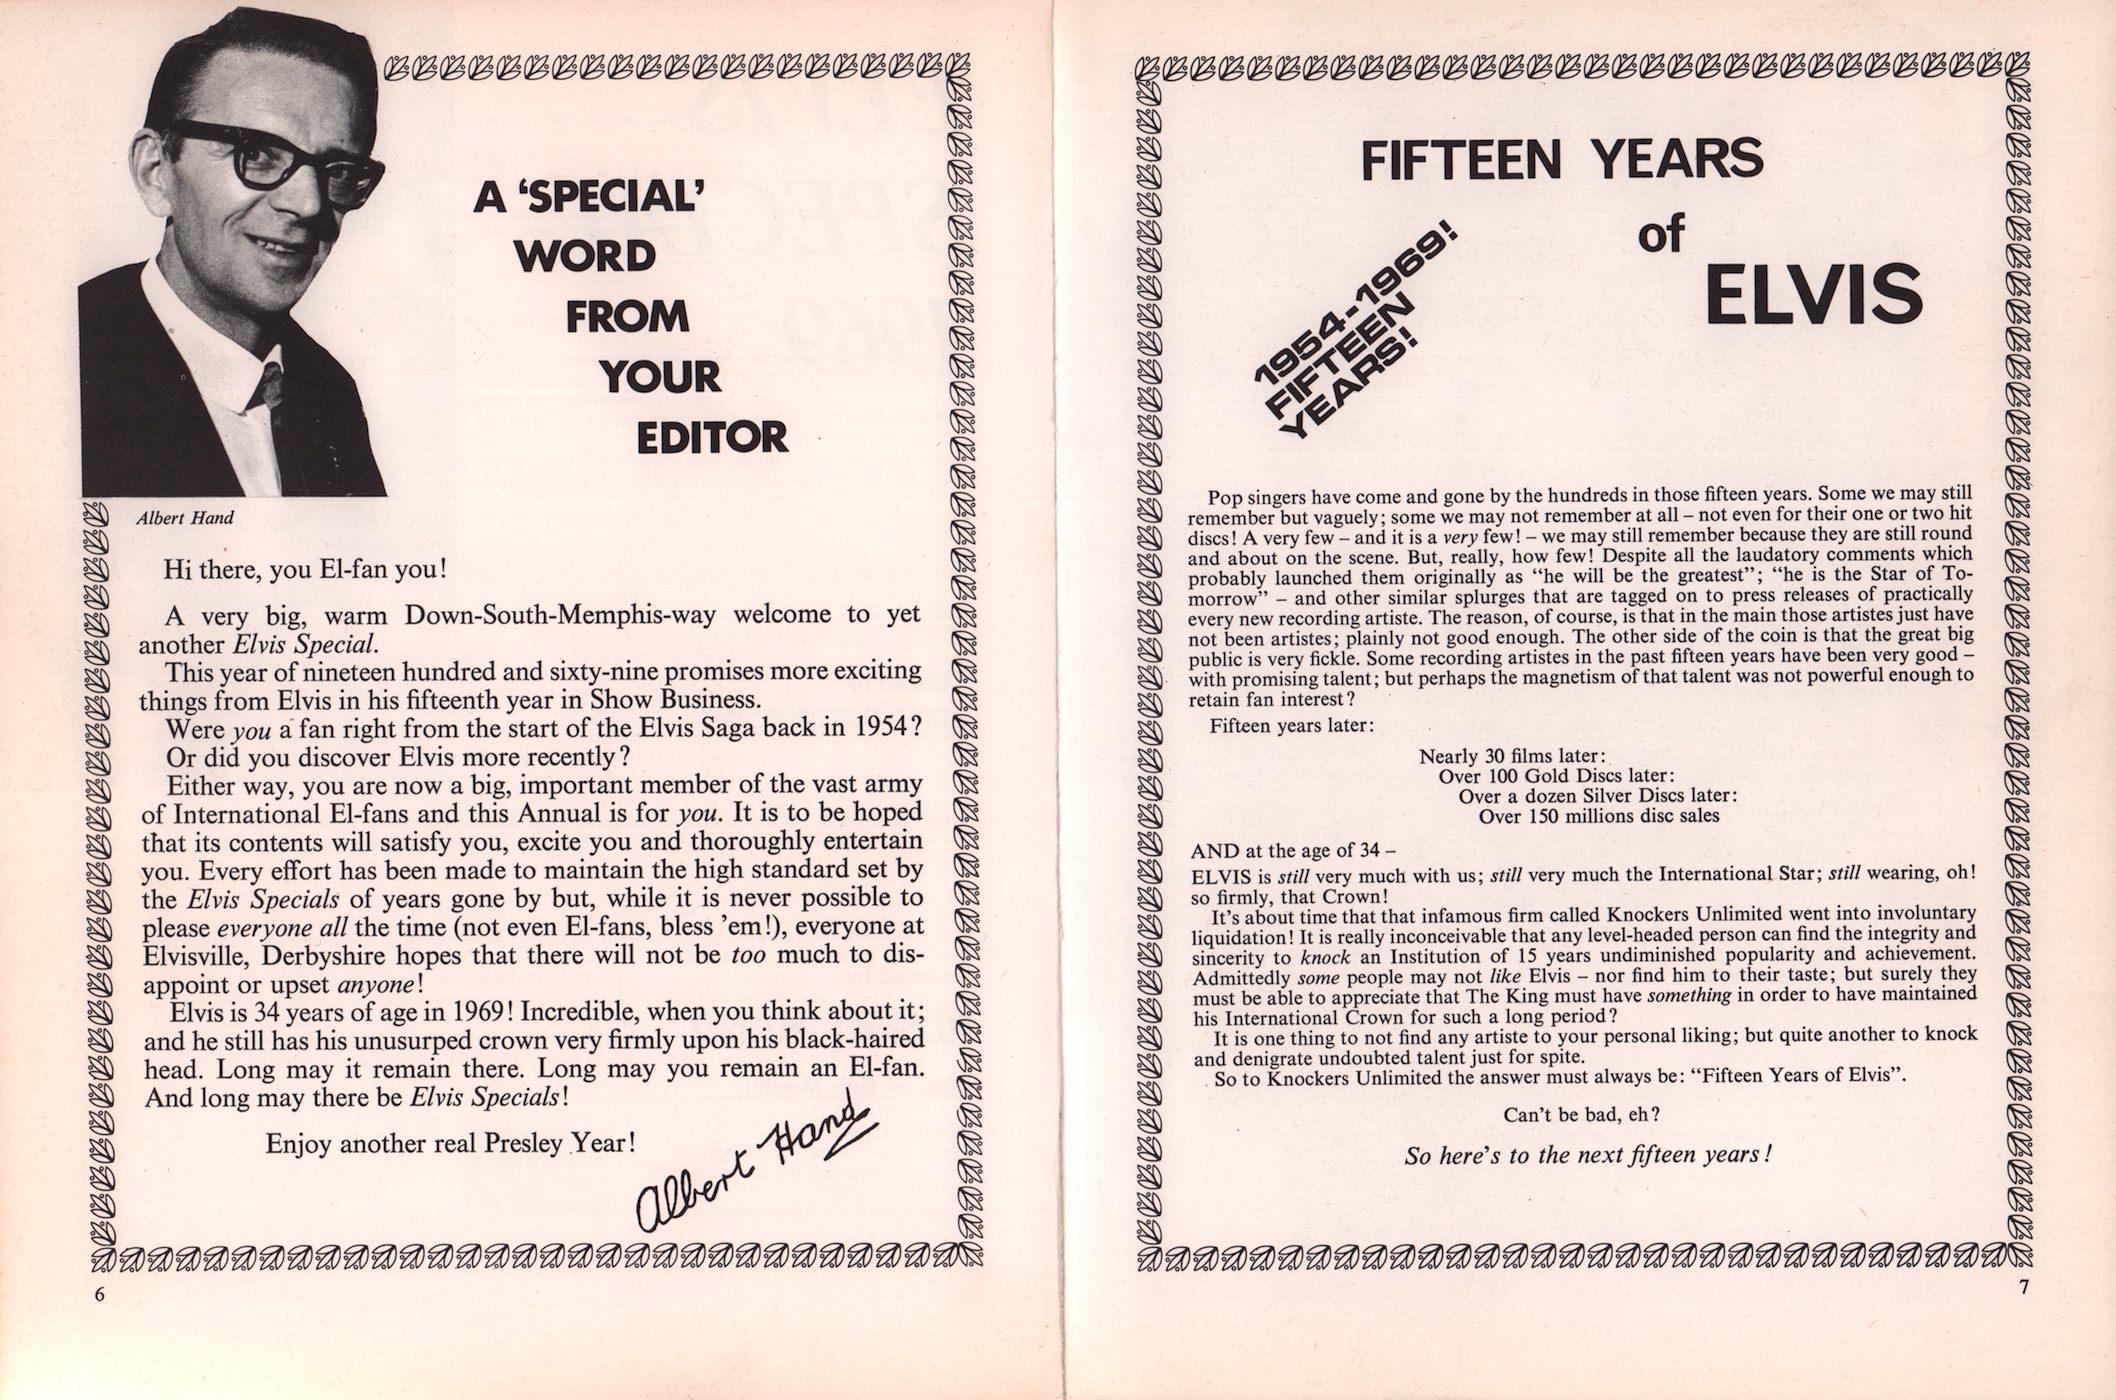 A ‘SPECIAL’
WORD
FROM
YOUR
EDITOR
Albert Hand
Hi there, you El-fan you!
A very big, warm Down-South-Memphis-way welcome to yet
another Elvis Special.
This year of nineteen hundred and sixty-nine promises more exciting
things from Elvis in his fifteenth year in Show Business.
Were you a fan right from the start of the Elvis Saga back in 1954?
Or did you discover Elvis more recently?
Either way, you are now a big, important member of the vast army
of International El-fans and this Annual is for you. It is to be hoped
that its contents will satisfy you, excite you and thoroughly entertain
you. Every effort has been made to maintain the high standard set by
the Elvis Specials of years gone by but, while it is never possible to
please everyone all the time (not even El-fans, bless ’em!), everyone at
Elvisville, Derbyshire hopes that there will not be too much to dis-
appoint or upset anyone!
Elvis is 34 years of age in 1969! Incredible, when you think about it;
and he still has his unusurped crown very firmly upon his black-haired
head. Long may it remain there. Long may you remain an El-fan.
And long may there be Elvis Specials!
Enjoy another real Presley Year!
Albert Hand
6
FIFTEEN YEARS
of
ELVIS
1954-1969!
FIFTEEN
YEARS!
Pop singers have come and gone by the hundreds in those fifteen years. Some we may still
remember but vaguely; some we may not remember at all – not even for their one or two hit
discs! A very few – and it is a very few! – we may still remember because they are still round
and about on the scene. But, really, how few! Despite all the laudatory comments which
probably launched them originally as “he will be the greatest”; “he is the Star of To-
morrow” – and other similar splurges that are tagged on to press releases of practically
every new recording artiste. The reason, of course, is that in the main those artistes just have
not been artistes; plainly not good enough. The other side of the coin is that the great big
public is very fickle. Some recording artistes in the past fifteen years have been very good –
with promising talent; but perhaps the magnetism of that talent was not powerful enough to
retain fan interest?
Fifteen years later:
Nearly 30 films later:
Over 100 Gold Discs later:
Over a dozen Silver Discs later:
Over 150 millions disc sales
AND at the age of 34 –
ELVIS is still very much with us; still very much the International Star; still wearing, oh!
so firmly, that Crown!
It’s about time that that infamous firm called Knockers Unlimited went into involuntary
liquidation! It is really inconceivable that any level-headed person can find the integrity and
sincerity to knock an Institution of 15 years undiminished popularity and achievement.
Admittedly some people may not like Elvis – nor find him to their taste; but surely they
must be able to appreciate that The King must have something in order to have maintained
his International Crown for such a long period?
It is one thing to not find any artiste to your personal liking; but quite another to knock
and denigrate undoubted talent just for spite.
So to Knockers Unlimited the answer must always be: “Fifteen Years of Elvis”.
Can’t be bad, eh?
So here’s to the next fifteen years!
7